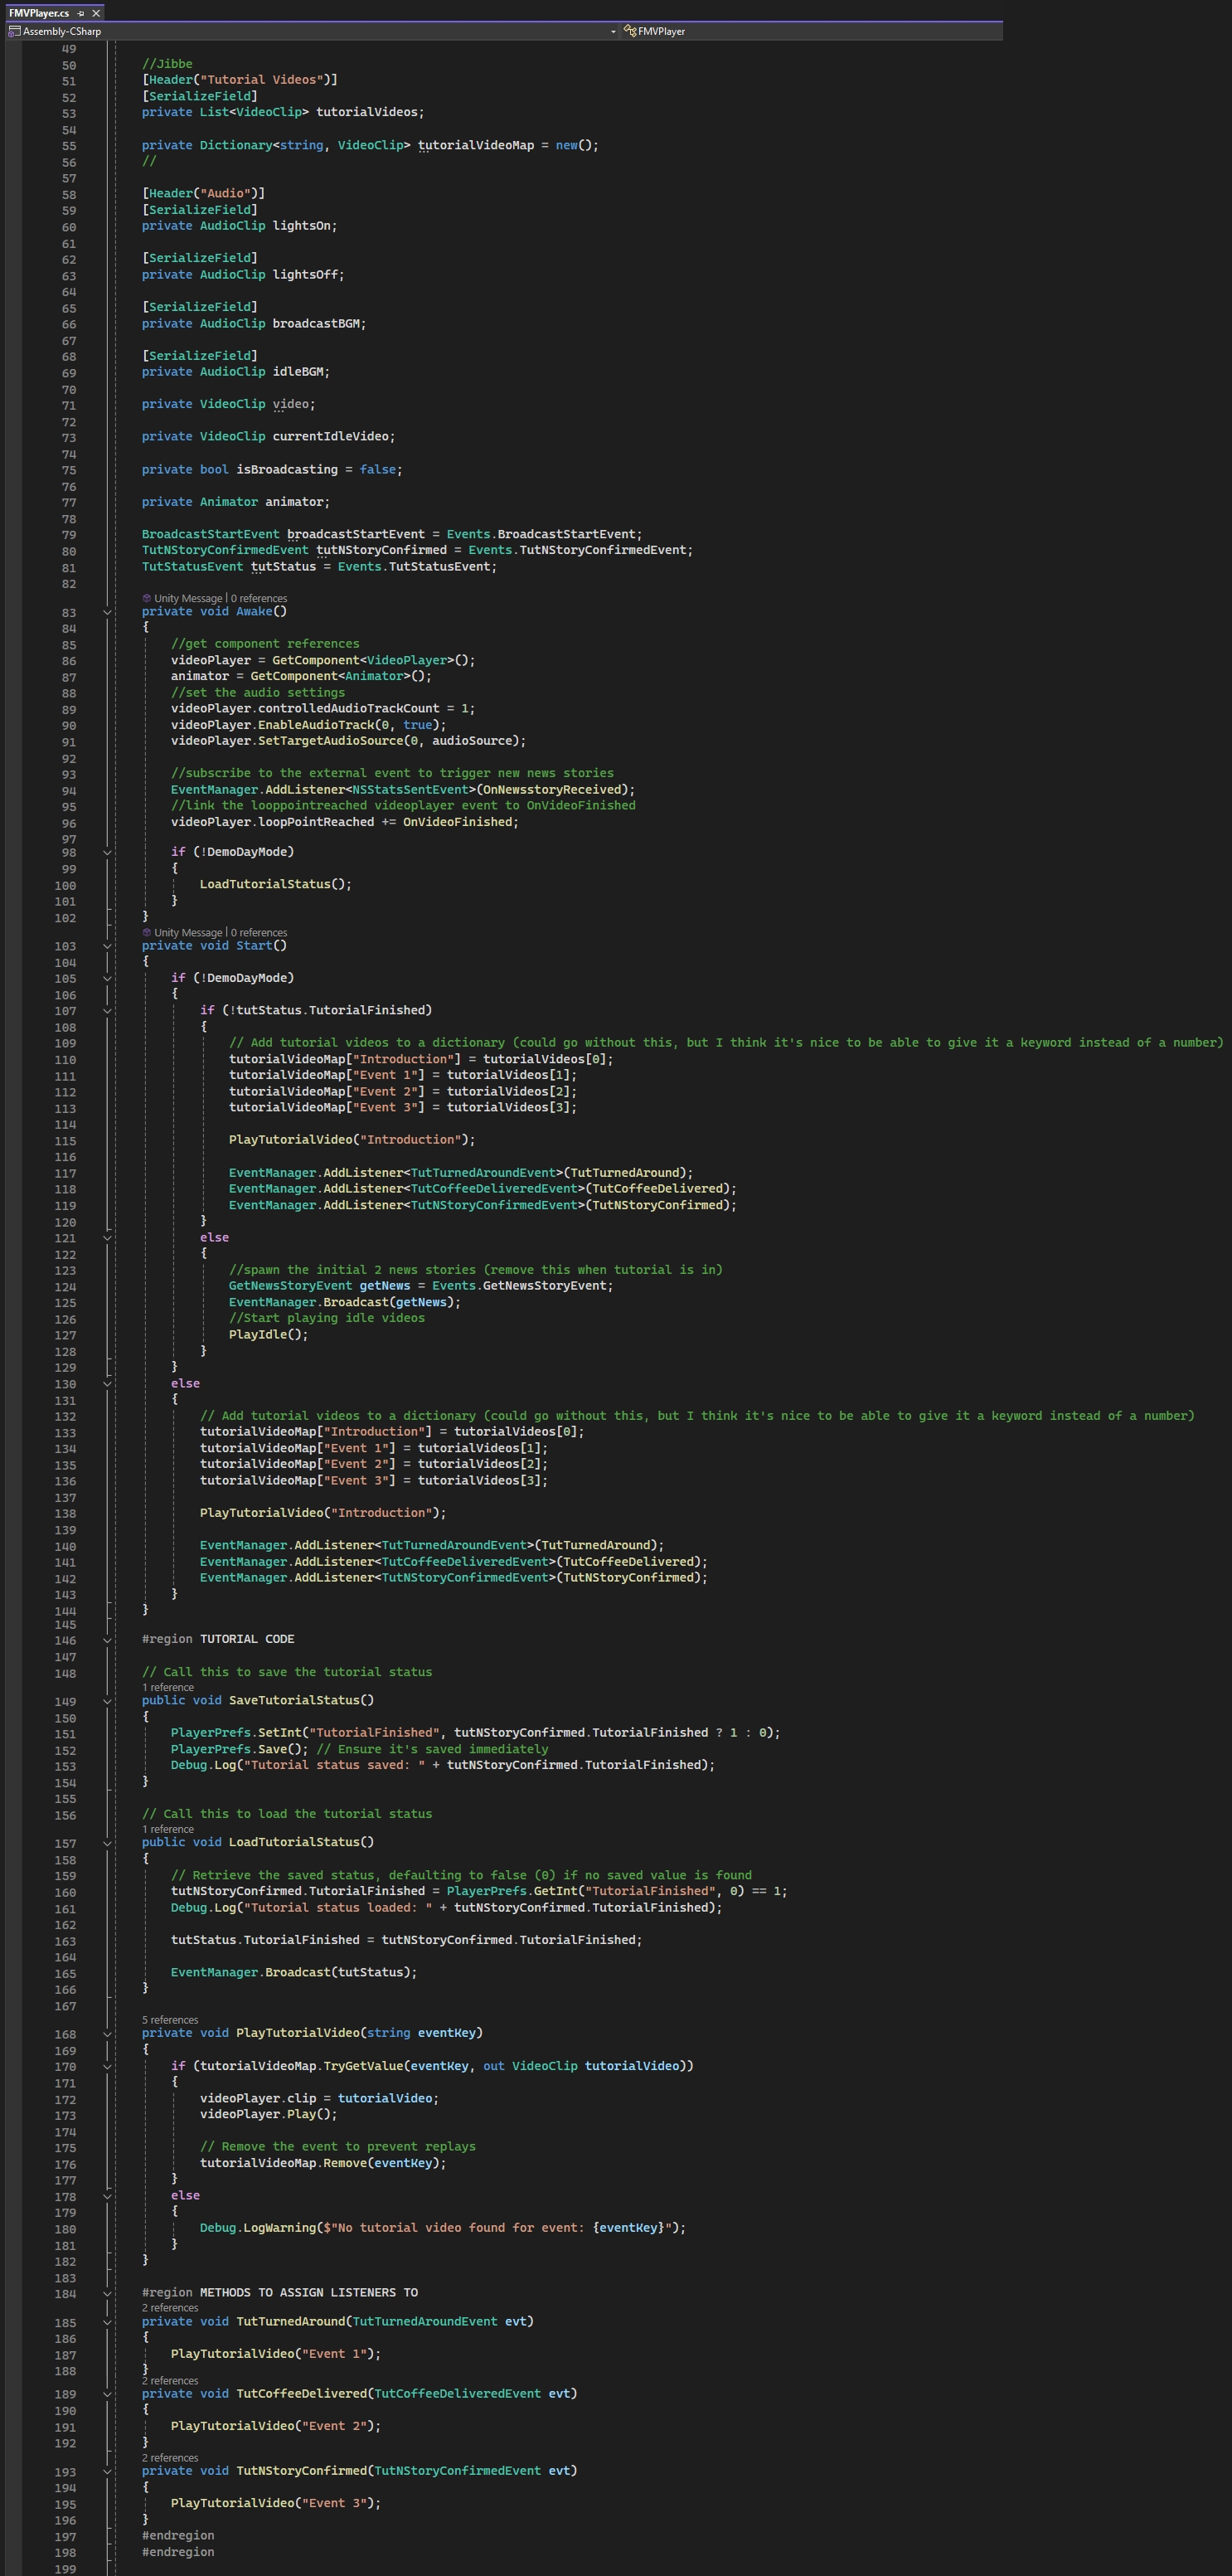 FMVPlayer.cs
Assembly-CSharp FMVPlayer
49
50 //Jibbe
51 [Header("Tutorial Videos")]
52 [SerializeField]
53 private List<VideoClip> tutorialVideos;
54
55 private Dictionary<string, VideoClip> tutorialVideoMap = new();
56 //
57
58 [Header("Audio")]
59 [SerializeField]
60 private AudioClip lightsOn;
61
62 [SerializeField]
63 private AudioClip lightsOff;
64
65 [SerializeField]
66 private AudioClip broadcastBGM;
67
68 [SerializeField]
69 private AudioClip idleBGM;
70
71 private VideoClip video;
72
73 private VideoClip currentIdleVideo;
74
75 private bool isBroadcasting = false;
76
77 private Animator animator;
78
79 BroadcastStartEvent broadcastStartEvent = Events.BroadcastStartEvent;
80 TutNStoryConfirmedEvent tutNStoryConfirmed = Events.TutNStoryConfirmedEvent;
81 TutStatusEvent tutStatus = Events.TutStatusEvent;
82
Unity Message | 0 references
83 private void Awake()
84 {
85 //get component references
86 videoPlayer = GetComponent<VideoPlayer>();
87 animator = GetComponent<Animator>();
88 //set the audio settings
89 videoPlayer.controlledAudioTrackCount = 1;
90 videoPlayer.EnableAudioTrack(0, true);
91 videoPlayer.SetTargetAudioSource(0, audioSource);
92
93 //subscribe to the external event to trigger new news stories
94 EventManager.AddListener<NSStatsSentEvent>(OnNewsstoryReceived);
95 //link the looppointreached videoplayer event to OnVideoFinished
96 videoPlayer.loopPointReached += OnVideoFinished;
97
98 if (!DemoDayMode)
99 {
100 LoadTutorialStatus();
101 }
102 }
Unity Message | 0 references
103 private void Start()
104 {
105 if (!DemoDayMode)
106 {
107 if (!tutStatus.TutorialFinished)
108 {
109 // Add tutorial videos to a dictionary (could go without this, but I think it's nice to be able to give it a keyword instead of a number)
110 tutorialVideoMap["Introduction"] = tutorialVideos[0];
111 tutorialVideoMap["Event 1"] = tutorialVideos[1];
112 tutorialVideoMap["Event 2"] = tutorialVideos[2];
113 tutorialVideoMap["Event 3"] = tutorialVideos[3];
114
115 PlayTutorialVideo("Introduction");
116
117 EventManager.AddListener<TutTurnedAroundEvent>(TutTurnedAround);
118 EventManager.AddListener<TutCoffeeDeliveredEvent>(TutCoffeeDelivered);
119 EventManager.AddListener<TutNStoryConfirmedEvent>(TutNStoryConfirmed);
120 }
121 else
122 {
123 //spawn the initial 2 news stories (remove this when tutorial is in)
124 GetNewsStoryEvent getNews = Events.GetNewsStoryEvent;
125 EventManager.Broadcast(getNews);
126 //Start playing idle videos
127 PlayIdle();
128 }
129 }
130 else
131 {
132 // Add tutorial videos to a dictionary (could go without this, but I think it's nice to be able to give it a keyword instead of a number)
133 tutorialVideoMap["Introduction"] = tutorialVideos[0];
134 tutorialVideoMap["Event 1"] = tutorialVideos[1];
135 tutorialVideoMap["Event 2"] = tutorialVideos[2];
136 tutorialVideoMap["Event 3"] = tutorialVideos[3];
137
138 PlayTutorialVideo("Introduction");
139
140 EventManager.AddListener<TutTurnedAroundEvent>(TutTurnedAround);
141 EventManager.AddListener<TutCoffeeDeliveredEvent>(TutCoffeeDelivered);
142 EventManager.AddListener<TutNStoryConfirmedEvent>(TutNStoryConfirmed);
143 }
144 }
145
146 #region TUTORIAL CODE
147
148 // Call this to save the tutorial status
1 reference
149 public void SaveTutorialStatus()
150 {
151 PlayerPrefs.SetInt("TutorialFinished", tutNStoryConfirmed.TutorialFinished ? 1 : 0);
152 PlayerPrefs.Save(); // Ensure it's saved immediately
153 Debug.Log("Tutorial status saved: " + tutNStoryConfirmed.TutorialFinished);
154 }
155
156 // Call this to load the tutorial status
1 reference
157 public void LoadTutorialStatus()
158 {
159 // Retrieve the saved status, defaulting to false (0) if no saved value is found
160 tutNStoryConfirmed.TutorialFinished = PlayerPrefs.GetInt("TutorialFinished", 0) == 1;
161 Debug.Log("Tutorial status loaded: " + tutNStoryConfirmed.TutorialFinished);
162
163 tutStatus.TutorialFinished = tutNStoryConfirmed.TutorialFinished;
164
165 EventManager.Broadcast(tutStatus);
166 }
167
5 references
168 private void PlayTutorialVideo(string eventKey)
169 {
170 if (tutorialVideoMap.TryGetValue(eventKey, out VideoClip tutorialVideo))
171 {
172 videoPlayer.clip = tutorialVideo;
173 videoPlayer.Play();
174
175 // Remove the event to prevent replays
176 tutorialVideoMap.Remove(eventKey);
177 }
178 else
179 {
180 Debug.LogWarning($"No tutorial video found for event: {eventKey}");
181 }
182 }
183
184 #region METHODS TO ASSIGN LISTENERS TO
2 references
185 private void TutTurnedAround(TutTurnedAroundEvent evt)
186 {
187 PlayTutorialVideo("Event 1");
188 }
2 references
189 private void TutCoffeeDelivered(TutCoffeeDeliveredEvent evt)
190 {
191 PlayTutorialVideo("Event 2");
192 }
2 references
193 private void TutNStoryConfirmed(TutNStoryConfirmedEvent evt)
194 {
195 PlayTutorialVideo("Event 3");
196 }
197 #endregion
198 #endregion
199